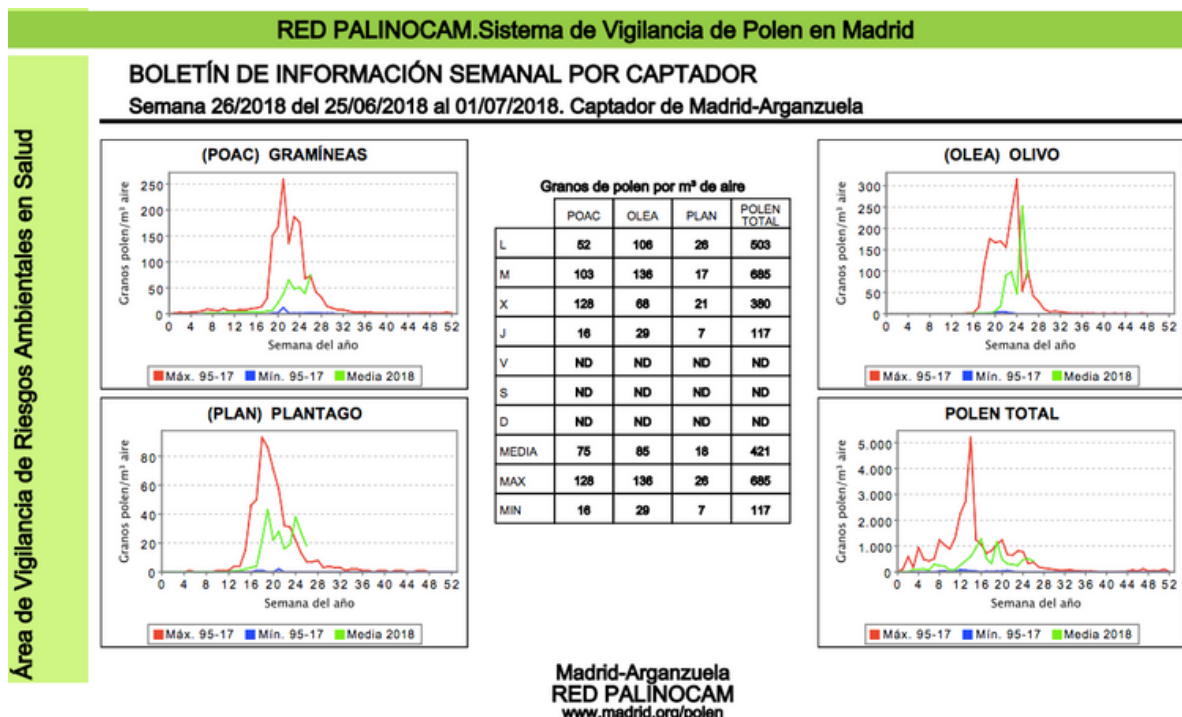 RED PALINOCAM.Sistema de Vigilancia de Polen en Madrid
Área de Vigilancia de Riesgos Ambientales en Salud
BOLETÍN DE INFORMACIÓN SEMANAL POR CAPTADOR
Semana 26/2018 del 25/06/2018 al 01/07/2018. Captador de Madrid-Arganzuela
(POAC) GRAMÍNEAS
Granos polen/m³ aire
250
200
150
100
50
0
0 4 8 12 16 20 24 28 32 36 40 44 48 52
Semana del año
Máx. 95-17 Mín. 95-17 Media 2018
(PLAN) PLANTAGO
Granos polen/m³ aire
80
60
40
20
0
0 4 8 12 16 20 24 28 32 36 40 44 48 52
Semana del año
Máx. 95-17 Mín. 95-17 Media 2018
Granos de polen por m³ de aire
POAC OLEA PLAN POLEN TOTAL
L 52 106 26 503
M 103 136 17 685
X 128 68 21 380
J 16 29 7 117
V ND ND ND ND
S ND ND ND ND
D ND ND ND ND
MEDIA 75 85 18 421
MAX 128 136 26 685
MIN 16 29 7 117
(OLEA) OLIVO
Granos polen/m³ aire
300
250
200
150
100
50
0
0 4 8 12 16 20 24 28 32 36 40 44 48 52
Semana del año
Máx. 95-17 Mín. 95-17 Media 2018
POLEN TOTAL
Granos polen/m³ aire
5.000
4.000
3.000
2.000
1.000
0
0 4 8 12 16 20 24 28 32 36 40 44 48 52
Semana del año
Máx. 95-17 Mín. 95-17 Media 2018
Madrid-Arganzuela
RED PALINOCAM
www.madrid.org/polen